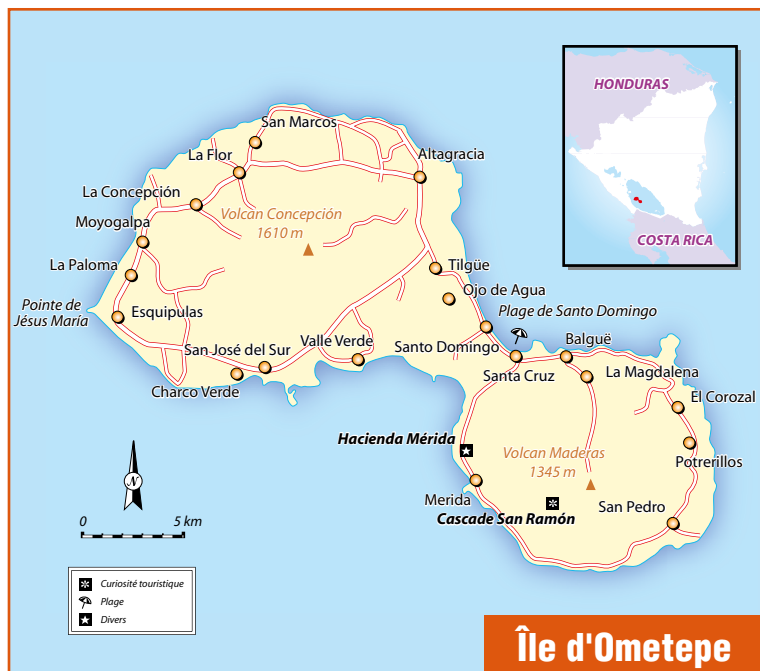 HONDURAS
COSTA RICA
San Marcos
La Flor
Altagracia
La Concepción
Volcán Concepción
1610 m
Moyogalpa
La Paloma
Tilgüe
Ojo de Agua
Pointe de
Jésus María
Esquipulas
Plage de Santo Domingo
San José del Sur
Valle Verde
Santo Domingo
Balgüë
Charco Verde
Santa Cruz
La Magdalena
El Corozal
Hacienda Mérida
Volcan Maderas
1345 m
Potrerillos
Merida
Cascade San Ramón
San Pedro
N
0 5 km
Curiosité touristique
Plage
Divers
Île d'Ometepe